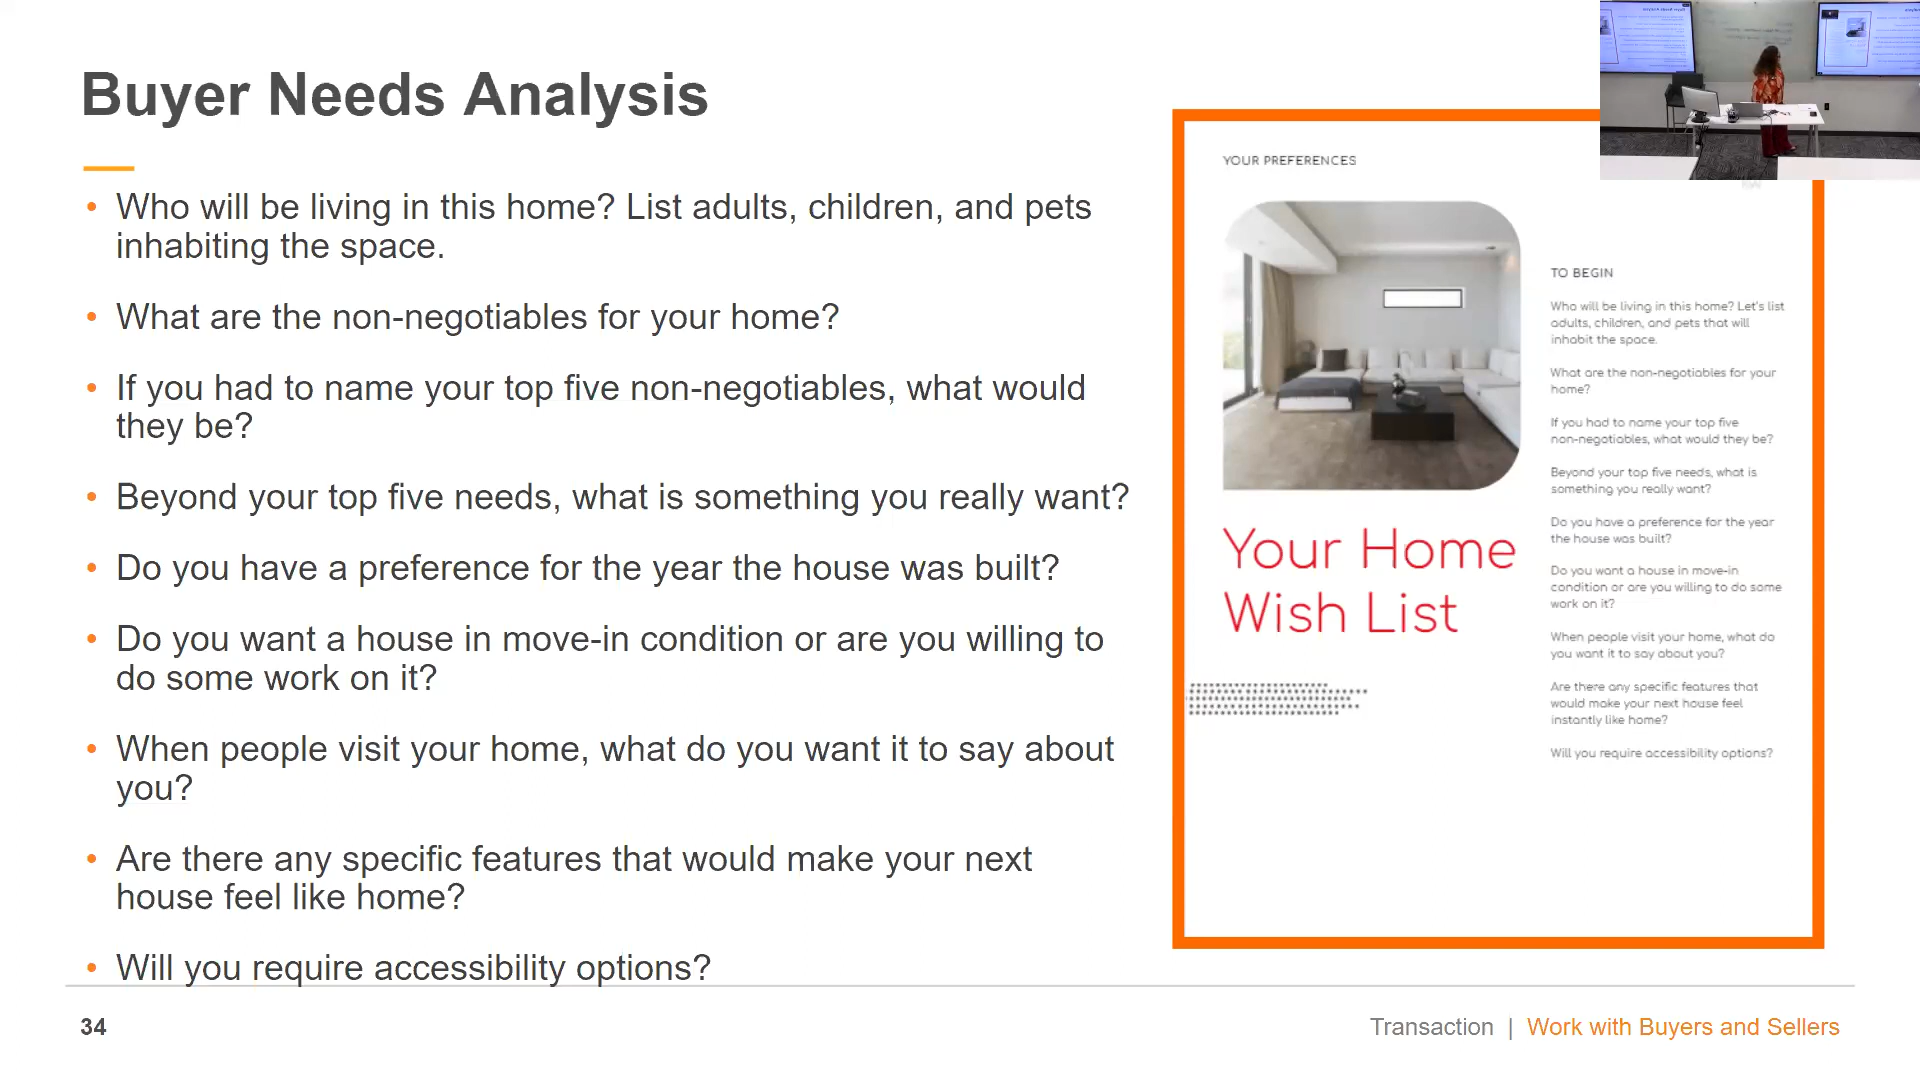 Buyer Needs Analysis
• Who will be living in this home? List adults, children, and pets
inhabiting the space.
• What are the non-negotiables for your home?
• If you had to name your top five non-negotiables, what would
they be?
• Beyond your top five needs, what is something you really want?
• Do you have a preference for the year the house was built?
• Do you want a house in move-in condition or are you willing to
do some work on it?
• When people visit your home, what do you want it to say about
you?
• Are there any specific features that would make your next
house feel like home?
• Will you require accessibility options?
YOUR PREFERENCES
Your Home
Wish List
TO BEGIN
Who will be living in this home? Let's list
adults, children, and pets that will
inhabit the space.
What are the non-negotiables for your
home?
If you had to name your top five
non-negotiables, what would they be?
Beyond your top five needs, what is
something you really want?
Do you have a preference for the year
the house was built?
Do you want a house in move-in
condition or are you willing to do some
work on it?
When people visit your home, what do
you want it to say about you?
Are there any specific features that
would make your next house feel
instantly like home?
Will you require accessibility options?
34
Transaction | Work with Buyers and Sellers